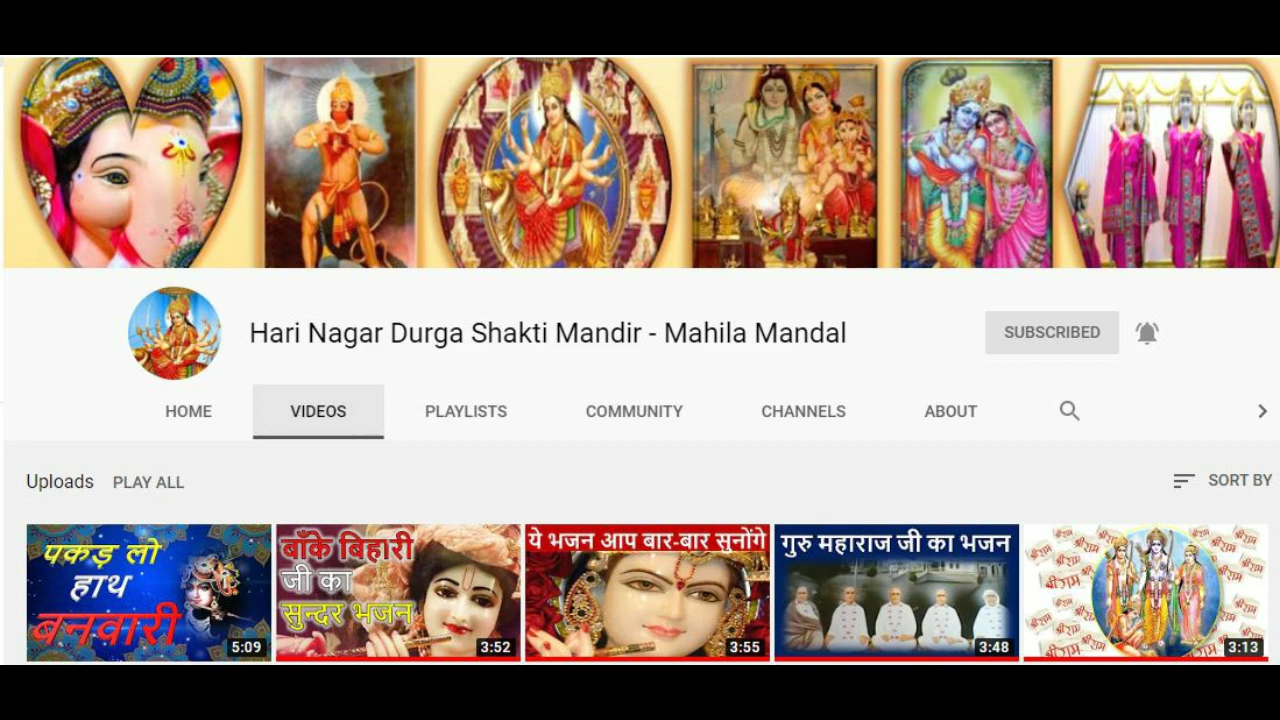 Hari Nagar Durga Shakti Mandir - Mahila Mandal
SUBSCRIBED
HOME VIDEOS PLAYLISTS COMMUNITY CHANNELS ABOUT
Uploads PLAY ALL
SORT BY
पकड़ लो
हाथ
बनवारी
5:09
बाँके बिहारी
जी का
सुन्दर भजन
3:52
ये भजन आप बार-बार सुनोंगे
3:55
गुरु महाराज जी का भजन
3:48
श्री राम
3:13